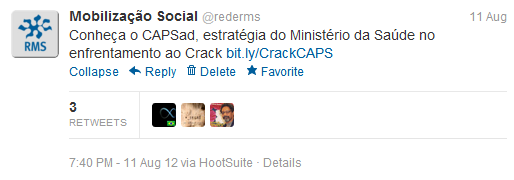 Mobilização Social @rederms 11 Aug
Conheça o CAPSad, estratégia do Ministério da Saúde no
enfrentamento ao Crack bit.ly/CrackCAPS
Collapse Reply Delete Favorite
RMS
3
RETWEETS
7:40 PM - 11 Aug 12 via HootSuite · Details